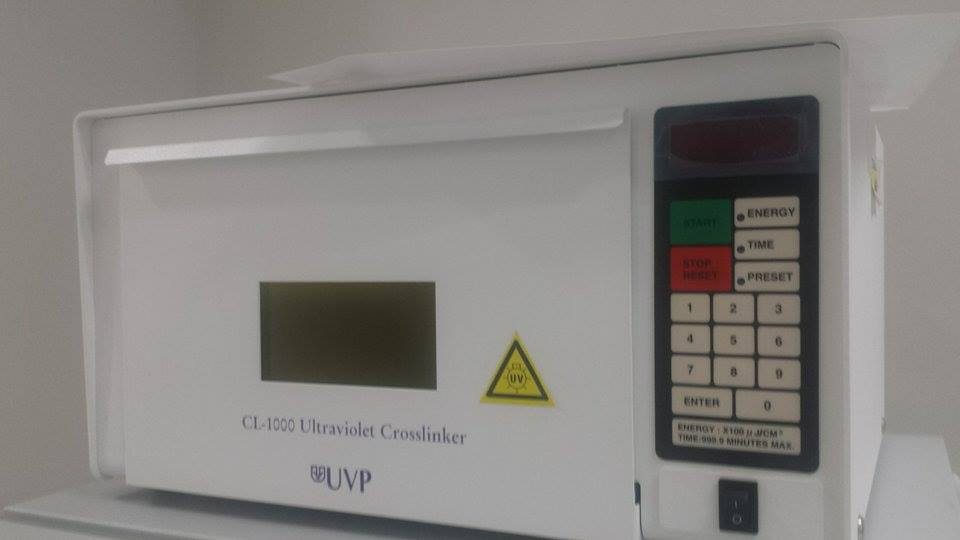 START
ENERGY
TIME
STOP
RESET
PRESET
1 2 3
4 5 6
7 8 9
ENTER 0
ENERGY : X100 µJ/CM²
TIME:999.9 MINUTES MAX.
UV
CL-1000 Ultraviolet Crosslinker
UVP